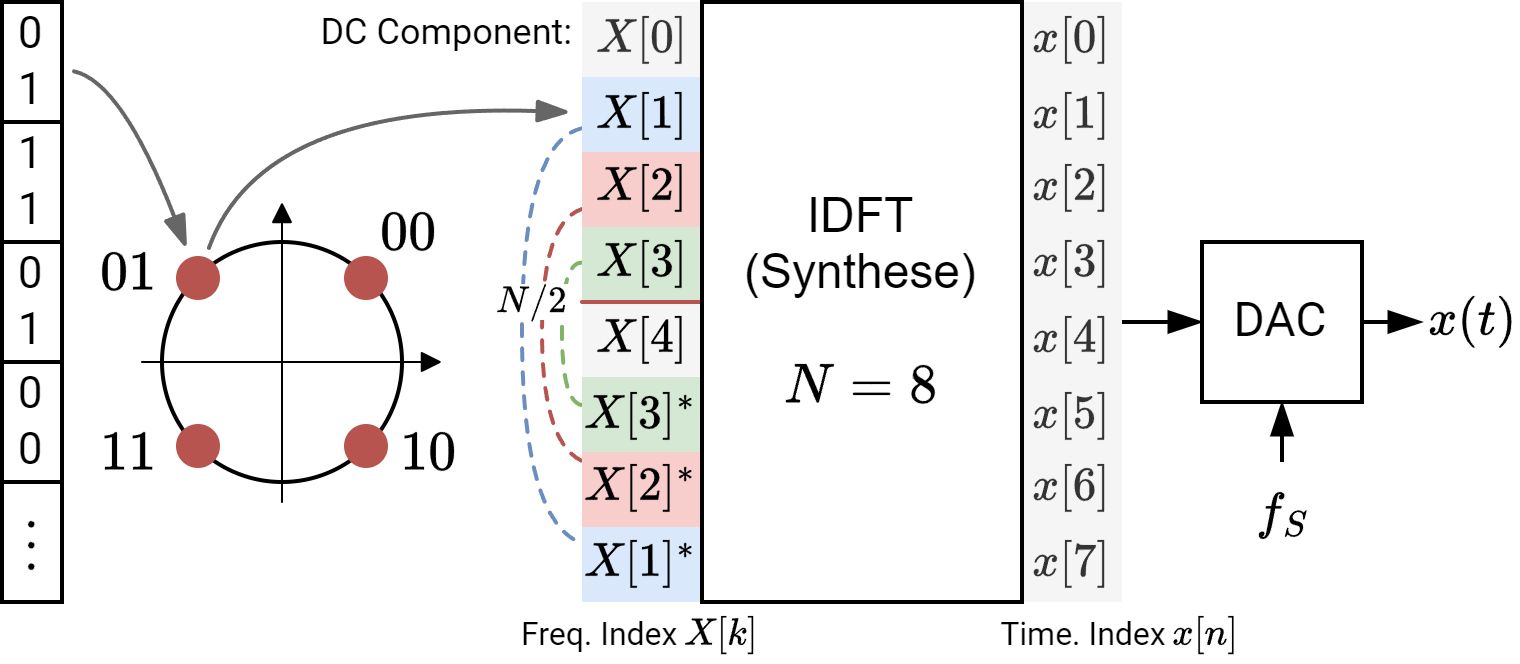 0
1
1
1
0
1
0
0
⋮
01
00
11
10
DC Component:
X[0]
X[1]
X[2]
X[3]
N/2
X[4]
X[3]*
X[2]*
X[1]*
Freq. Index X[k]
IDFT
(Synthese)
N = 8
x[0]
x[1]
x[2]
x[3]
x[4]
x[5]
x[6]
x[7]
Time. Index x[n]
DAC
x(t)
f_S